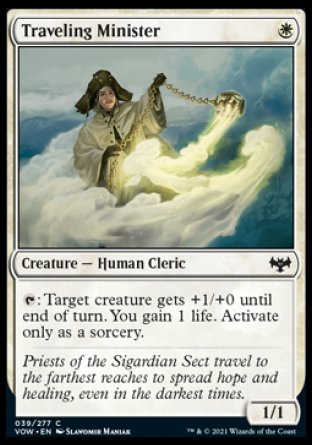 Traveling Minister
Creature — Human Cleric
: Target creature gets +1/+0 until
end of turn. You gain 1 life. Activate
only as a sorcery.
Priests of the Sigardian Sect travel to
the farthest reaches to spread hope and
healing, even in the darkest times.
1/1
039/277 C
VOW • EN Slawomir Maniak
™ & © 2021 Wizards of the Coast